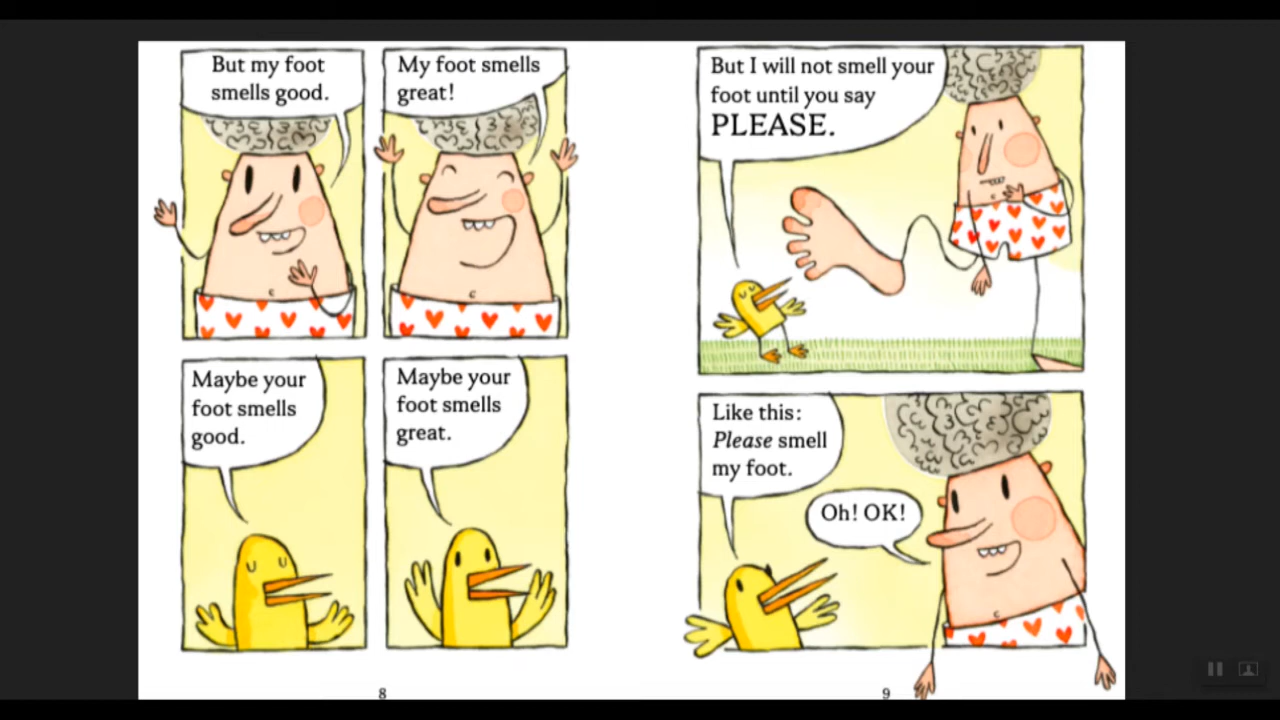 But my foot
smells good.
My foot smells
great!
Maybe your
foot smells
good.
Maybe your
foot smells
great.
8
But I will not smell your
foot until you say
PLEASE.
Like this:
Please smell
my foot.
Oh! OK!
9